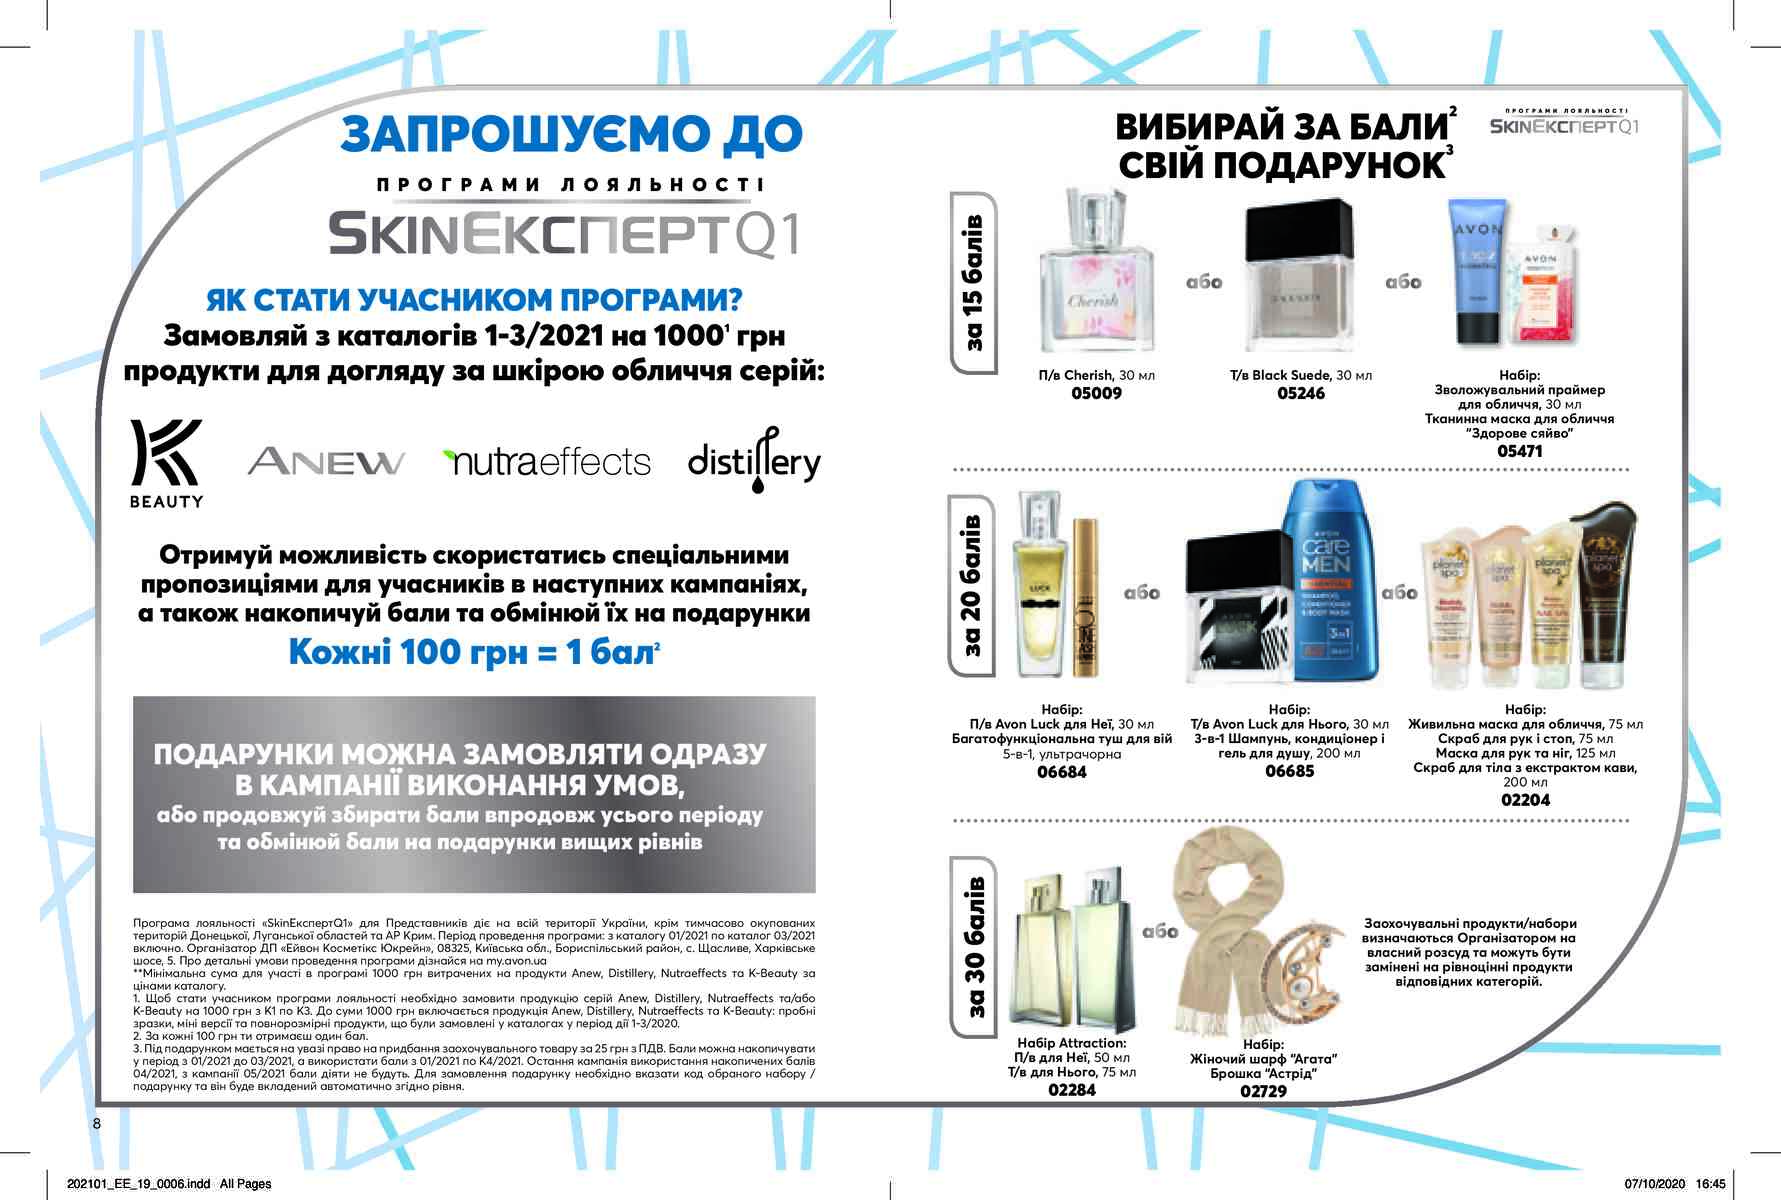 ЗАПРОШУЄМО ДО
ПРОГРАМИ ЛОЯЛЬНОСТІ
SKINЕКСПЕРТQ1
ЯК СТАТИ УЧАСНИКОМ ПРОГРАМИ?
Замовляй з каталогів 1-3/2021 на 1000¹ грн
продукти для догляду за шкірою обличчя серій:
K
BEAUTY
ANEW
nutraeffects
distillery
Отримуй можливість скористатись спеціальними
пропозиціями для учасників в наступних кампаніях,
а також накопичуй бали та обмінюй їх на подарунки
Кожні 100 грн = 1 бал²
ПОДАРУНКИ МОЖНА ЗАМОВЛЯТИ ОДРАЗУ
В КАМПАНІЇ ВИКОНАННЯ УМОВ,
або продовжуй збирати бали впродовж усього періоду
та обмінюй бали на подарунки вищих рівнів
Програма лояльності «SkinЕкспертQ1» для Представників діє на всій території України, крім тимчасово окупованих
територій Донецької, Луганської областей та АР Крим. Період проведення програми: з каталогу 01/2021 по каталог 03/2021
включно. Організатор ДП «Ейвон Косметікс Юкрейн», 08325, Київська обл., Бориспільський район, с. Щасливе, Харківське
шосе, 5. Про детальні умови проведення програми дізнайся на my.avon.ua
**Мінімальна сума для участі в програмі 1000 грн витрачених на продукти Anew, Distillery, Nutraeffects та K-Beauty за
цінами каталогу.
1. Щоб стати учасником програми лояльності необхідно замовити продукцію серій Anew, Distillery, Nutraeffects та/або
K-Beauty на 1000 грн з К1 по К3. До суми 1000 грн включається продукція Anew, Distillery, Nutraeffects та K-Beauty: пробні
зразки, міні версії та повнорозмірні продукти, що були замовлені у каталогах у період дії 1-3/2020.
2. За кожні 100 грн ти отримаєш один бал.
3. Під подарунком мається на увазі право на придбання заохочувального товару за 25 грн з ПДВ. Бали можна накопичувати
у період з 01/2021 до 03/2021, а використати бали з 01/2021 по К4/2021. Остання кампанія використання накопичених балів
04/2021, з кампанії 05/2021 бали діяти не будуть. Для замовлення подарунку необхідно вказати код обраного набору /
подарунку та він буде вкладений автоматично згідно рівня.
8
ВИБИРАЙ ЗА БАЛИ²
СВІЙ ПОДАРУНОК³
ПРОГРАМИ ЛОЯЛЬНОСТІ
SKINЕКСПЕРТQ1
за 15 балів
Cherish
або
або
AVON
AVON
П/в Cherish, 30 мл
05009
Т/в Black Suede, 30 мл
05246
Набір:
Зволожувальний праймер
для обличчя, 30 мл
Тканинна маска для обличчя
"Здорове сяйво"
05471
за 20 балів
LUCK
або
LUCK
AVON
care
MEN
ESSENTIAL
3 in 1
або
planet spa
planet spa
planet spa
planet spa
Набір:
П/в Avon Luck для Неї, 30 мл
Багатофункціональна туш для вій
5-в-1, ультрачорна
06684
Набір:
Т/в Avon Luck для Нього, 30 мл
3-в-1 Шампунь, кондиціонер і
гель для душу, 200 мл
06685
Набір:
Живильна маска для обличчя, 75 мл
Скраб для рук і стоп, 75 мл
Маска для рук та ніг, 125 мл
Скраб для тіла з екстрактом кави,
200 мл
02204
за 30 балів
або
Набір Attraction:
П/в для Неї, 50 мл
Т/в для Нього, 75 мл
02284
Набір:
Жіночий шарф "Агата"
Брошка "Астрід"
02729
Заохочувальні продукти/набори
визначаються Організатором на
власний розсуд та можуть бути
замінені на рівноцінні продукти
відповідних категорій.
202101_EE_19_0006.indd All Pages
07/10/2020 16:45